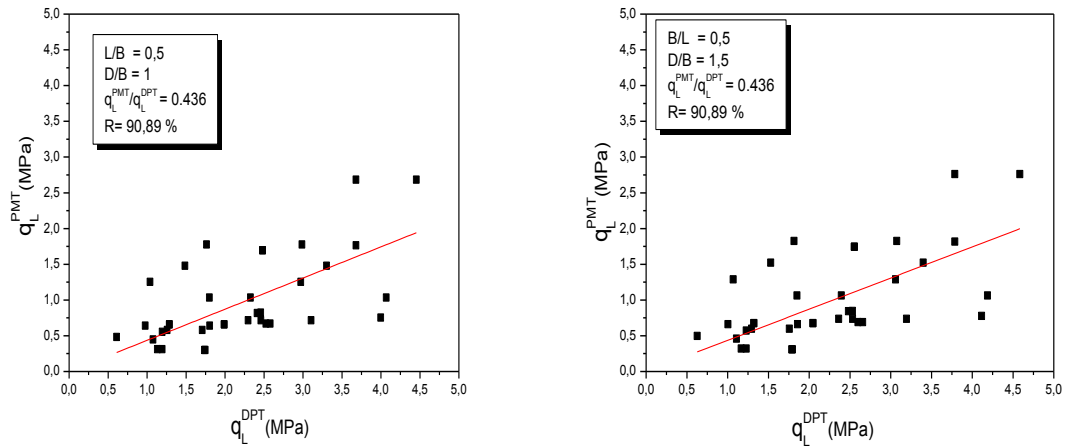 5,0
4,5
4,0
3,5
3,0
2,5
2,0
1,5
1,0
0,5
0,0
q_L^PMT (MPa)
L/B = 0,5
D/B = 1
q_L^PMT/q_L^DPT = 0.436
R= 90,89 %
0,0 0,5 1,0 1,5 2,0 2,5 3,0 3,5 4,0 4,5 5,0
q_L^DPT (MPa)
5,0
4,5
4,0
3,5
3,0
2,5
2,0
1,5
1,0
0,5
0,0
q_L^PMT (MPa)
B/L = 0,5
D/B = 1,5
q_L^PMT/q_L^DPT = 0.436
R= 90,89 %
0,0 0,5 1,0 1,5 2,0 2,5 3,0 3,5 4,0 4,5 5,0
q_L^DPT (MPa)